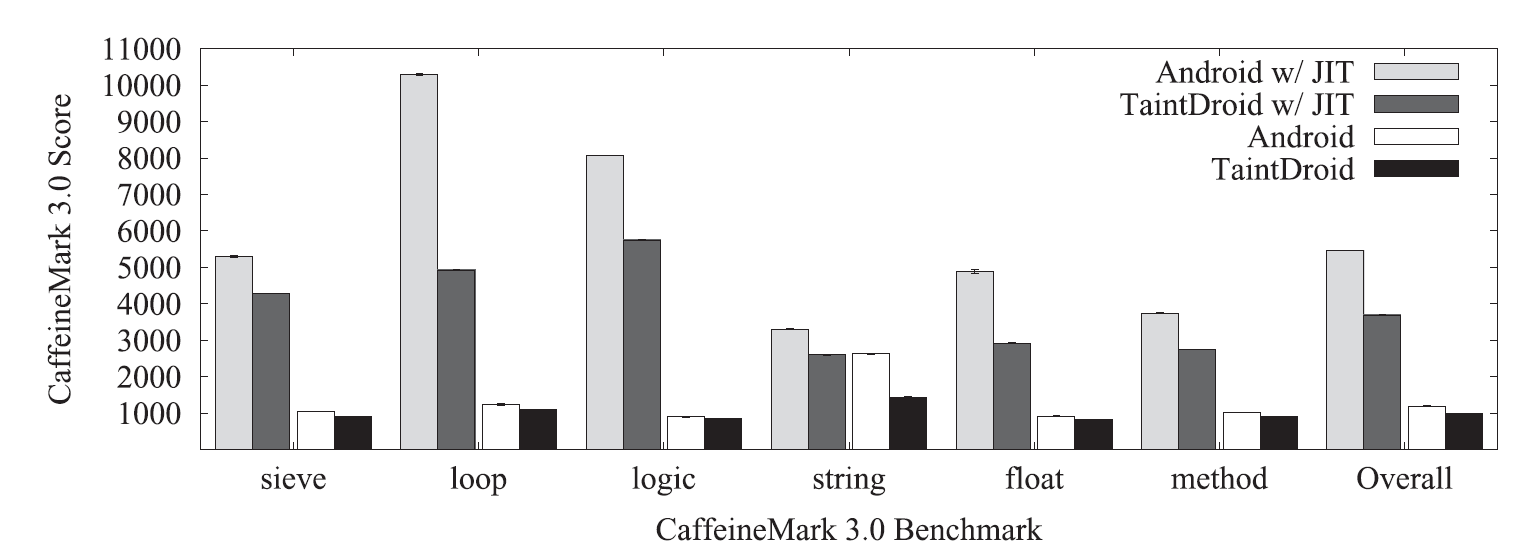 11000
10000
9000
8000
7000
6000
5000
4000
3000
2000
1000
CaffeineMark 3.0 Score
Android w/ JIT
TaintDroid w/ JIT
Android
TaintDroid
sieve loop logic string float method Overall
CaffeineMark 3.0 Benchmark